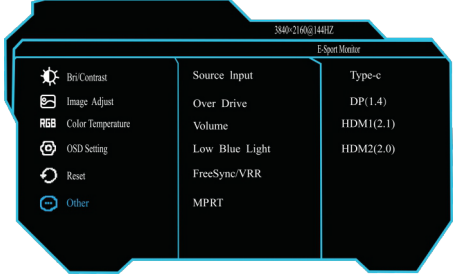 3840×2160@144HZ
E-Sport Monitor
Bri/Contrast
Image Adjust
RGB Color Temperature
OSD Setting
Reset
Other
Source Input
Over Drive
Volume
Low Blue Light
FreeSync/VRR
MPRT
Type-c
DP(1.4)
HDM1(2.1)
HDM2(2.0)